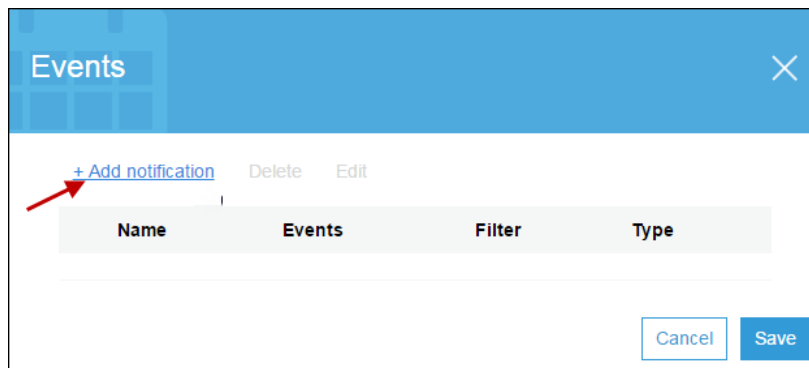 Events
+ Add notification Delete Edit
Name Events Filter Type
Cancel Save